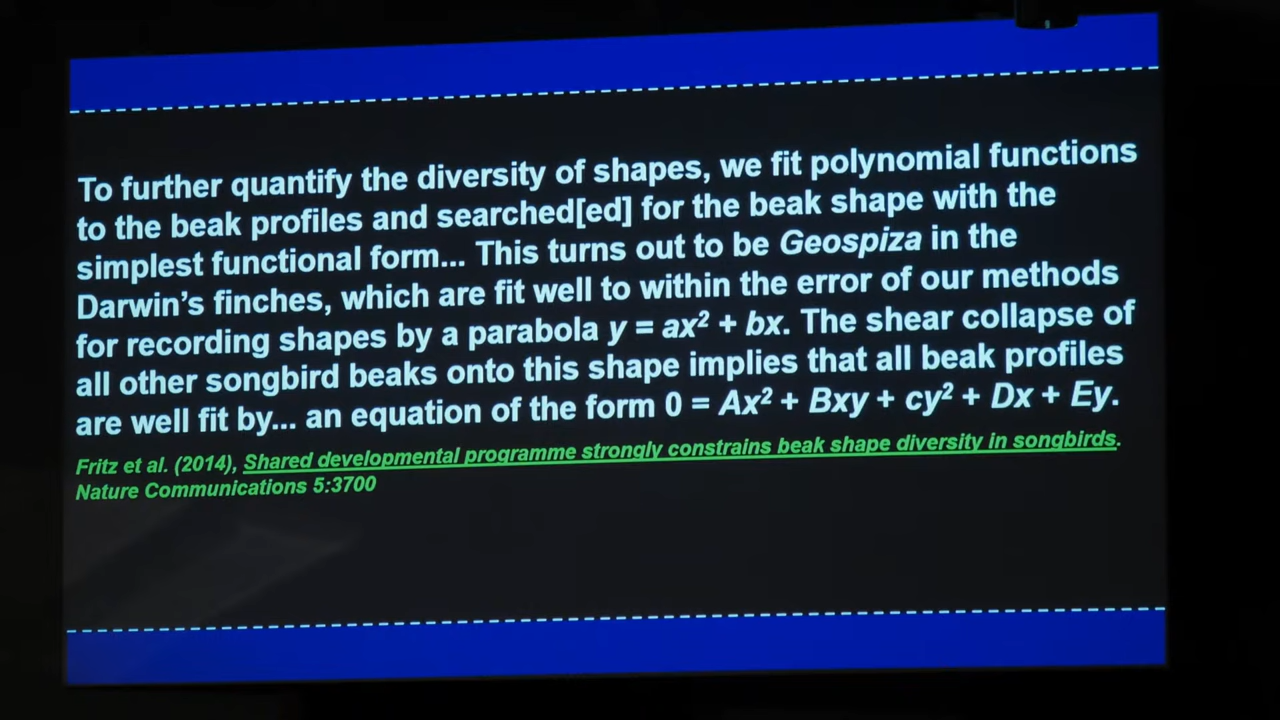 To further quantify the diversity of shapes, we fit polynomial functions
to the beak profiles and searched[ed] for the beak shape with the
simplest functional form... This turns out to be Geospiza in the
Darwin's finches, which are fit well to within the error of our methods
for recording shapes by a parabola y = ax² + bx. The shear collapse of
all other songbird beaks onto this shape implies that all beak profiles
are well fit by... an equation of the form 0 = Ax² + Bxy + cy² + Dx + Ey.
Fritz et al. (2014), Shared developmental programme strongly constrains beak shape diversity in songbirds.
Nature Communications 5:3700